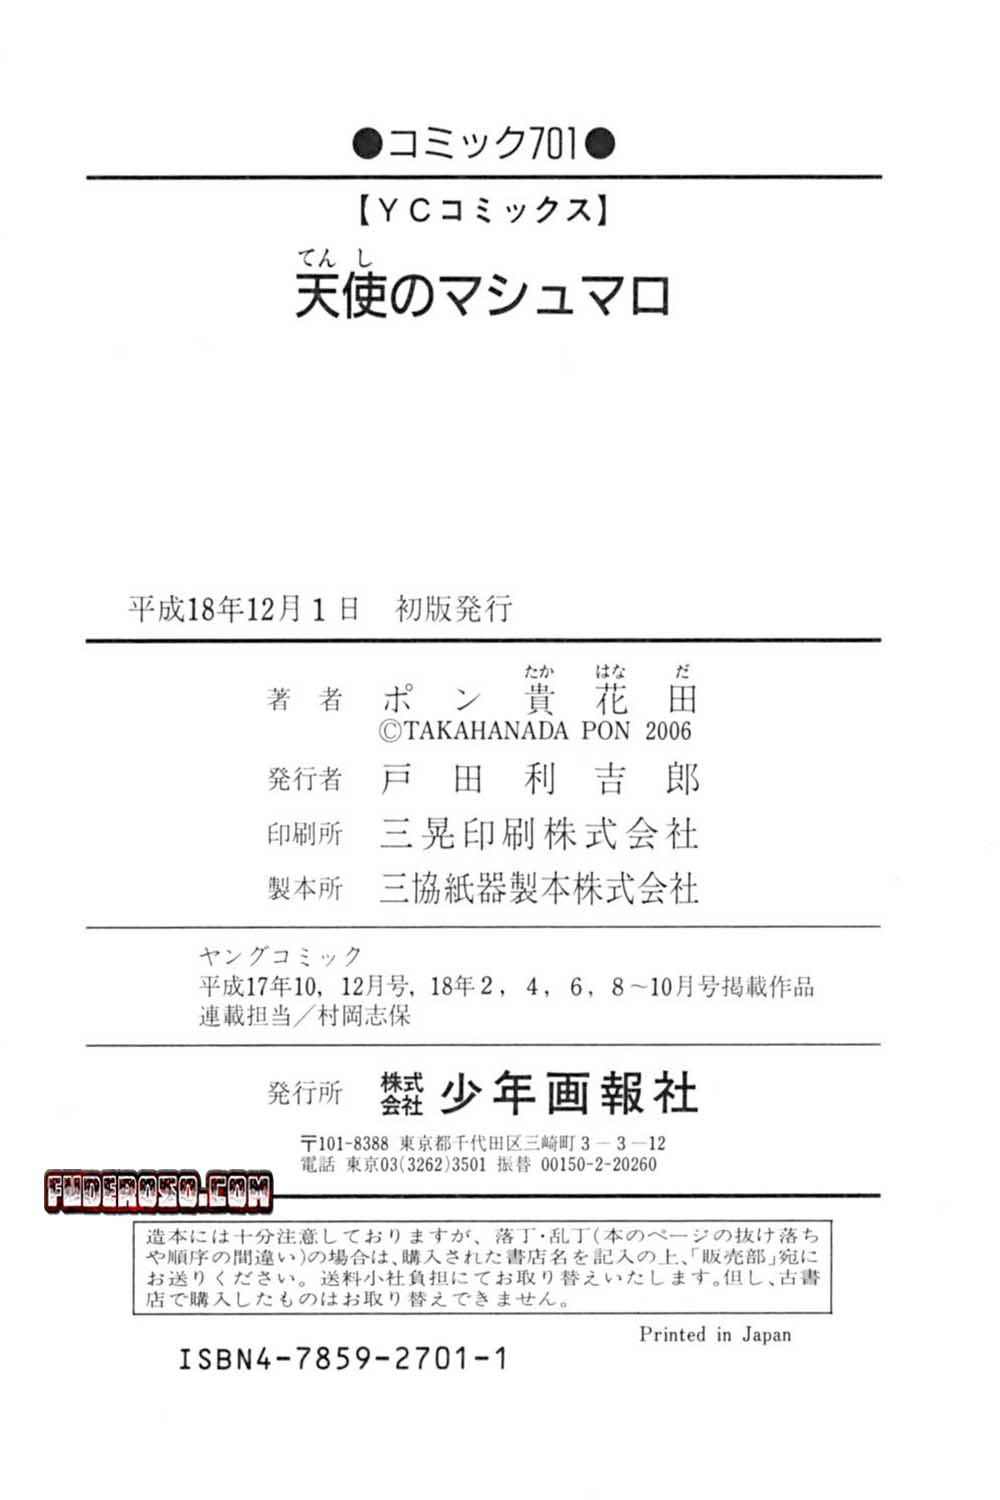 ●コミック701●
【YCコミックス】
てんし
天使のマシュマロ
平成18年12月1日 初版発行
たか はな だ
著者 ポン貴花田
©TAKAHANADA PON 2006
発行者 戸田利吉郎
印刷所 三晃印刷株式会社
製本所 三協紙器製本株式会社
ヤングコミック
平成17年10, 12月号, 18年2, 4, 6, 8〜10月号掲載作品
連載担当／村岡志保
発行所 株式会社 少年画報社
〒101-8388 東京都千代田区三崎町3－3－12
電話 東京03(3262)3501 振替 00150-2-20260
FUDEROSO.COM
造本には十分注意しておりますが、落丁・乱丁(本のページの抜け落ち
や順序の間違い)の場合は、購入された書店名を記入の上、「販売部」宛に
お送りください。送料小社負担にてお取り替えいたします。但し、古書
店で購入したものはお取り替えできません。
Printed in Japan
ISBN4-7859-2701-1